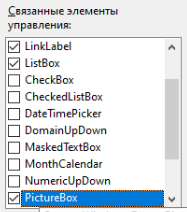 Связанные элементы
управления:
LinkLabel
ListBox
CheckBox
CheckedListBox
DateTimePicker
DomainUpDown
MaskedTextBox
MonthCalendar
NumericUpDown
PictureBox